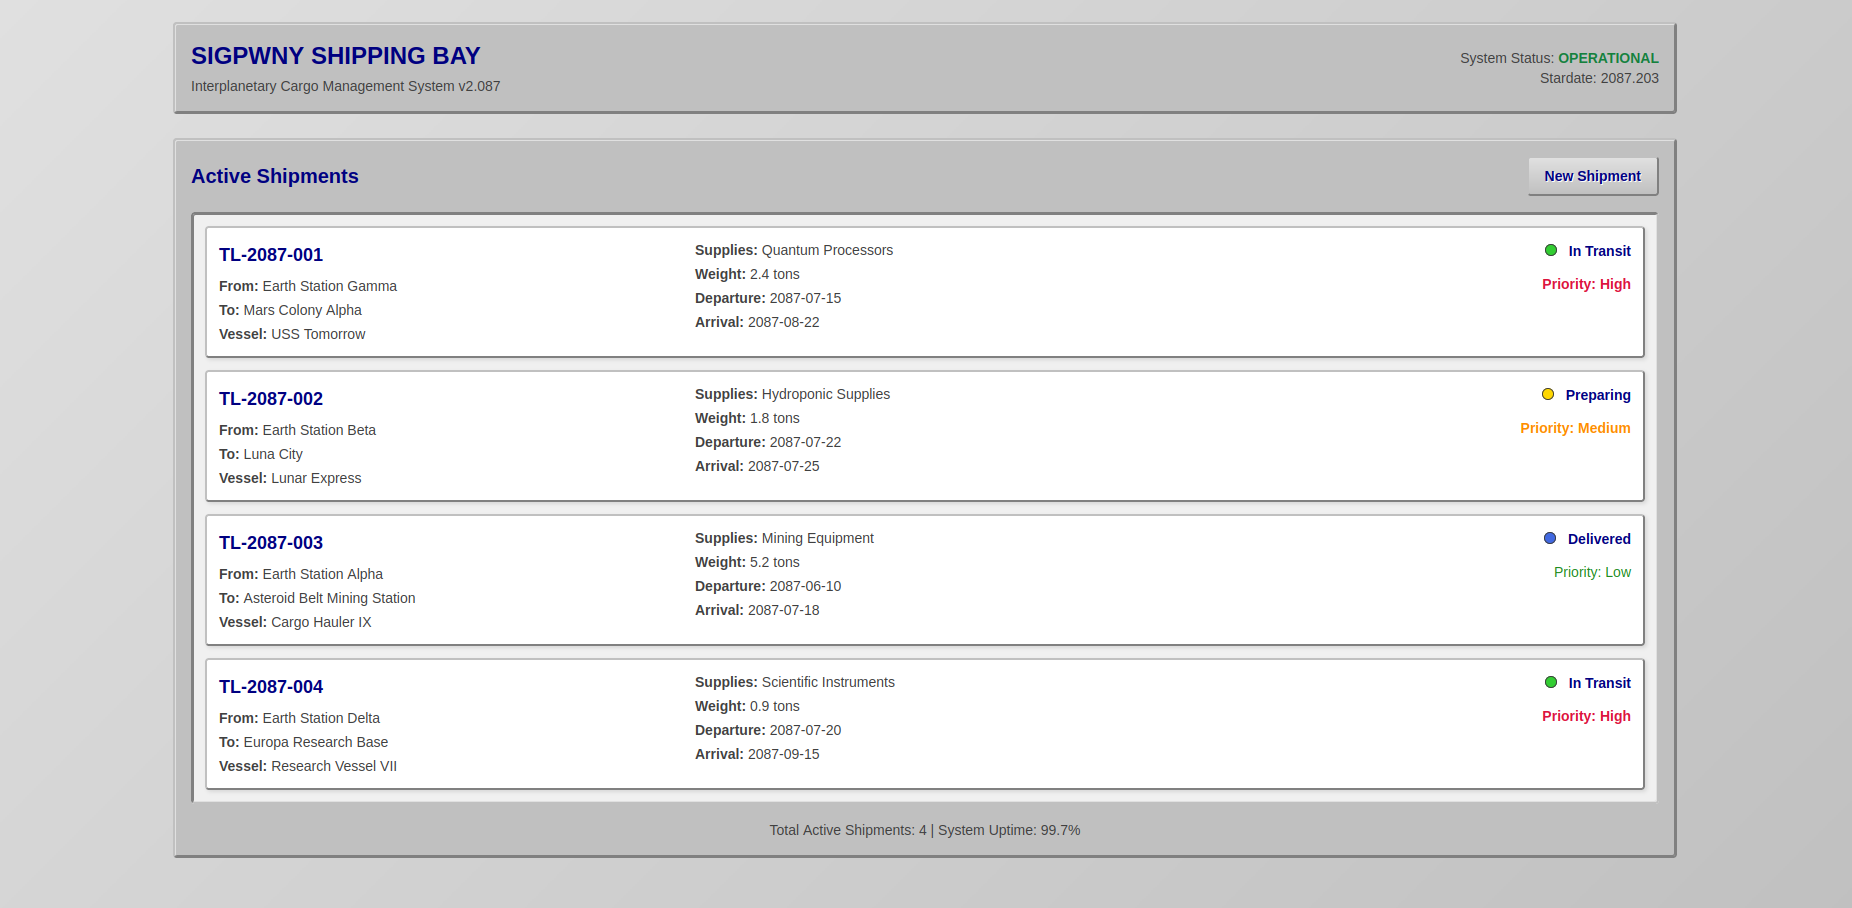 SIGPWNY SHIPPING BAY
Interplanetary Cargo Management System v2.087
System Status: OPERATIONAL
Stardate: 2087.203
Active Shipments
New Shipment
TL-2087-001
From: Earth Station Gamma
To: Mars Colony Alpha
Vessel: USS Tomorrow
Supplies: Quantum Processors
Weight: 2.4 tons
Departure: 2087-07-15
Arrival: 2087-08-22
In Transit
Priority: High
TL-2087-002
From: Earth Station Beta
To: Luna City
Vessel: Lunar Express
Supplies: Hydroponic Supplies
Weight: 1.8 tons
Departure: 2087-07-22
Arrival: 2087-07-25
Preparing
Priority: Medium
TL-2087-003
From: Earth Station Alpha
To: Asteroid Belt Mining Station
Vessel: Cargo Hauler IX
Supplies: Mining Equipment
Weight: 5.2 tons
Departure: 2087-06-10
Arrival: 2087-07-18
Delivered
Priority: Low
TL-2087-004
From: Earth Station Delta
To: Europa Research Base
Vessel: Research Vessel VII
Supplies: Scientific Instruments
Weight: 0.9 tons
Departure: 2087-07-20
Arrival: 2087-09-15
In Transit
Priority: High
Total Active Shipments: 4 | System Uptime: 99.7%